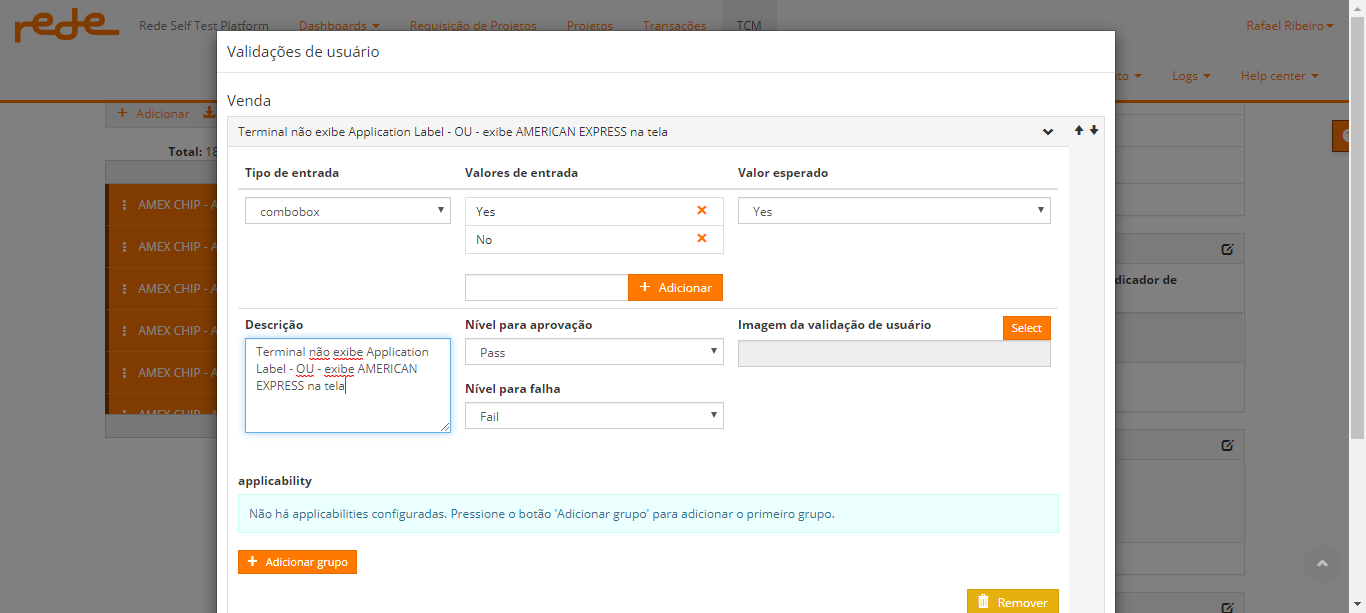 rede
Rede Self Test Platform
Dashboards
Requisição de Projetos
Projetos
Transações
TCM
Rafael Ribeiro
Logs
Help center
Adicionar
Total:
AMEX CHIP -
AMEX CHIP -
AMEX CHIP -
AMEX CHIP -
AMEX CHIP -
AMEX CHIP -
Validações de usuário
Venda
Terminal não exibe Application Label - OU - exibe AMERICAN EXPRESS na tela
Tipo de entrada
Valores de entrada
Valor esperado
combobox
Yes
Yes
No
+ Adicionar
Descrição
Nível para aprovação
Imagem da validação de usuário
Select
Terminal não exibe Application
Label - OU - exibe AMERICAN
EXPRESS na tela
Pass
Nível para falha
Fail
applicability
Não há applicabilities configuradas. Pressione o botão 'Adicionar grupo' para adicionar o primeiro grupo.
+ Adicionar grupo
Remover